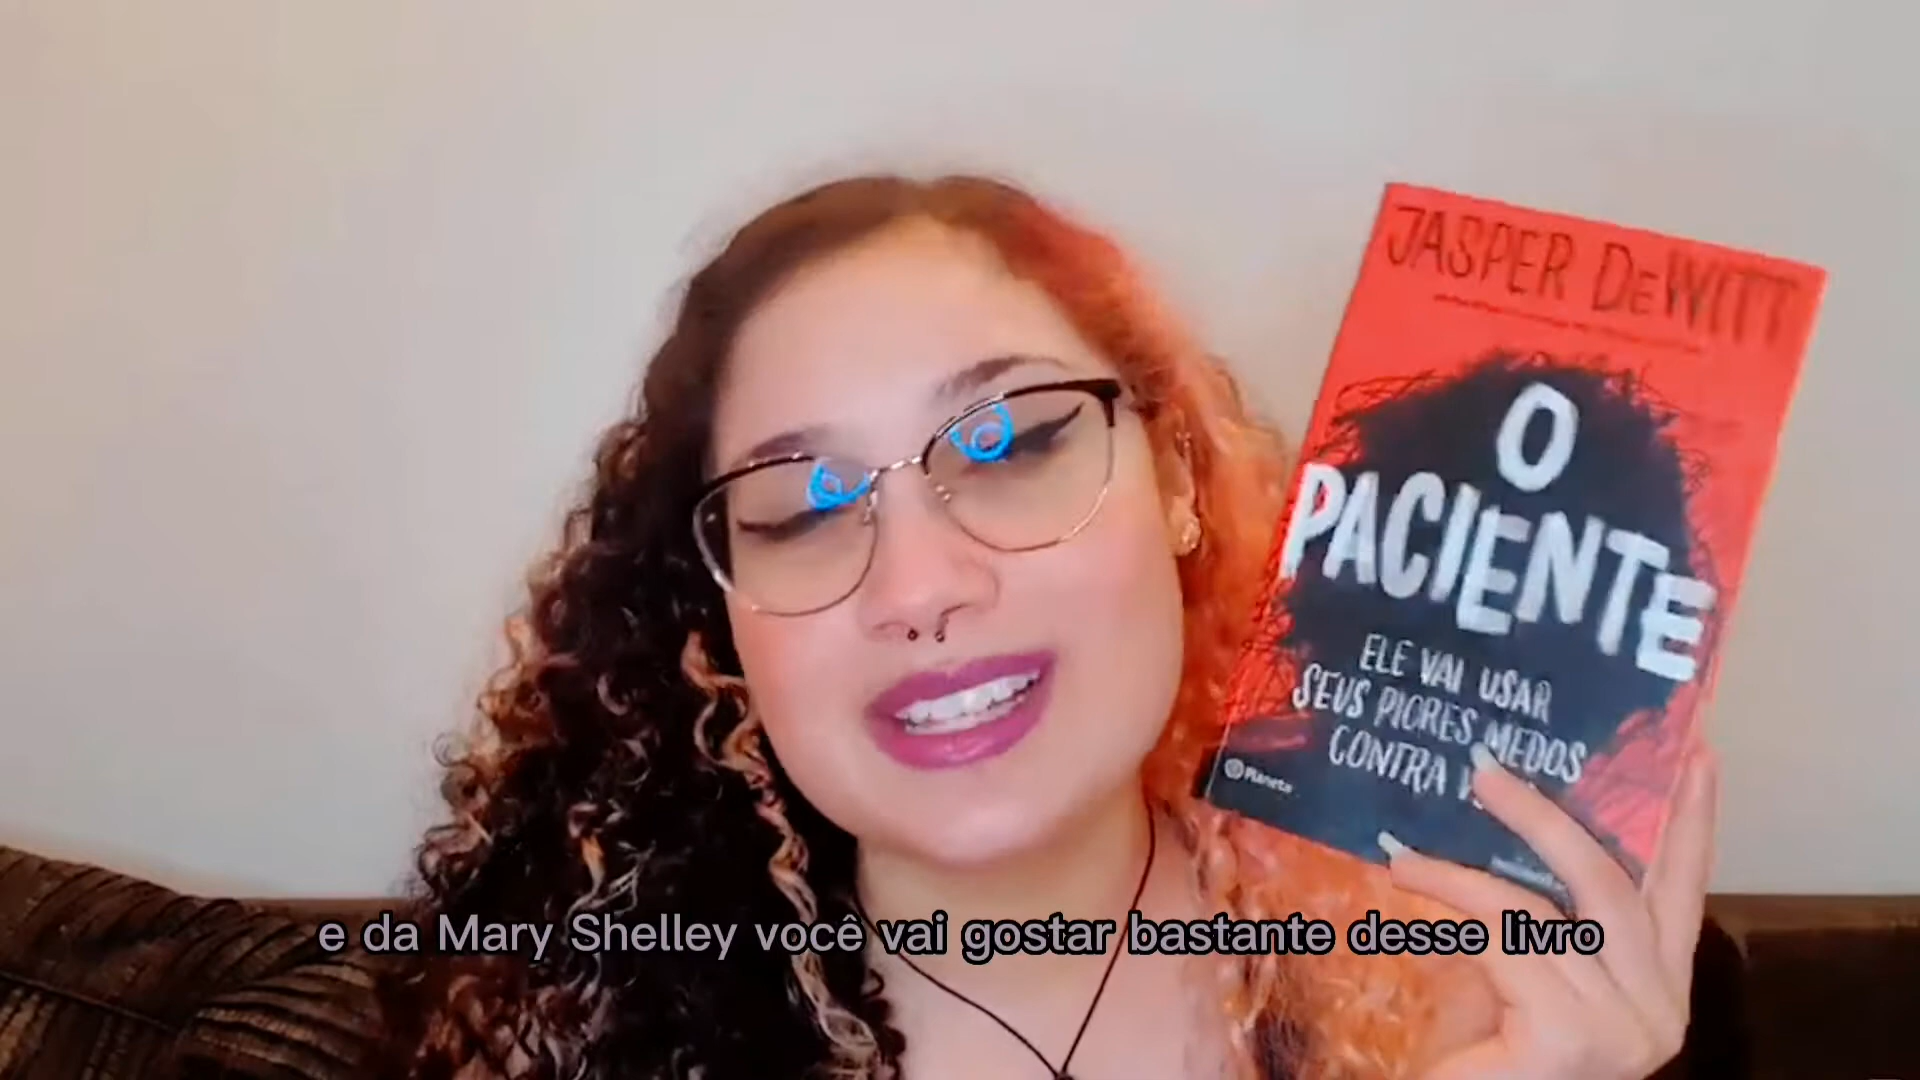 JASPER DEWITT
O
PACIENTE
ELE VAI USAR
SEUS PIORES MEDOS
CONTRA
Planeta
e da Mary Shelley você vai gostar bastante desse livro